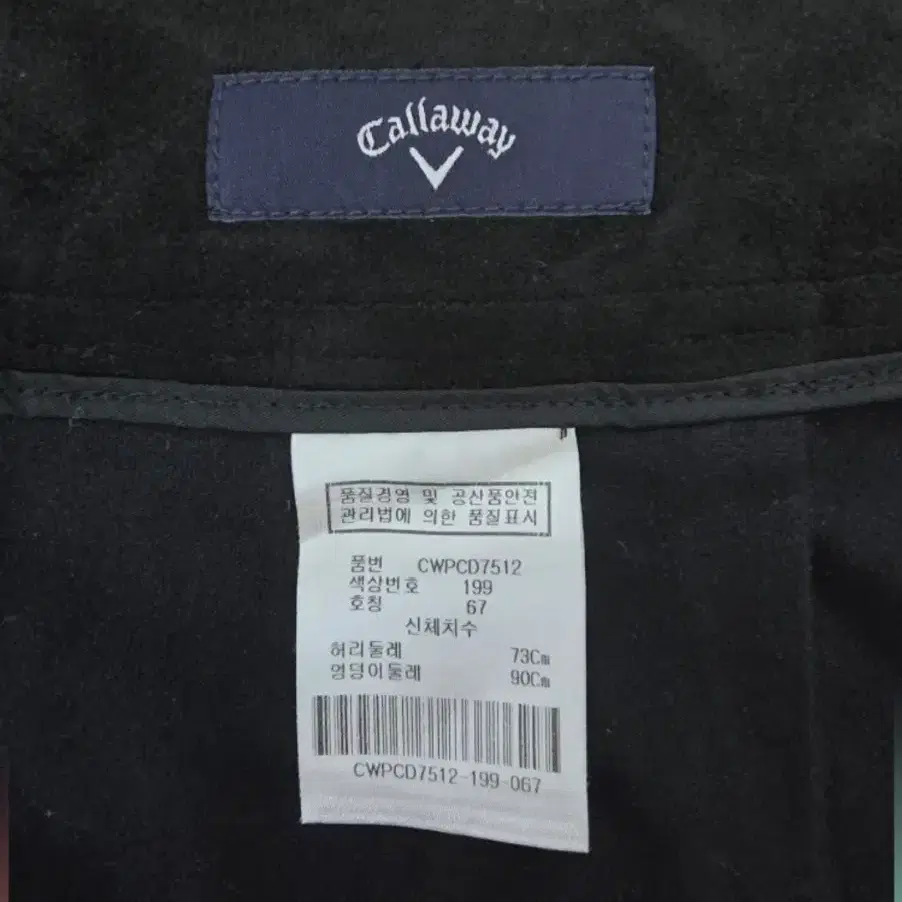 Callaway
품질경영 및 공산품안전
관리법에 의한 품질표시
품번 CWPCD7512
색상번호 199
호칭 67
신체치수
허리둘레 73Cm
엉덩이둘레 90Cm
CWPCD7512-199-067